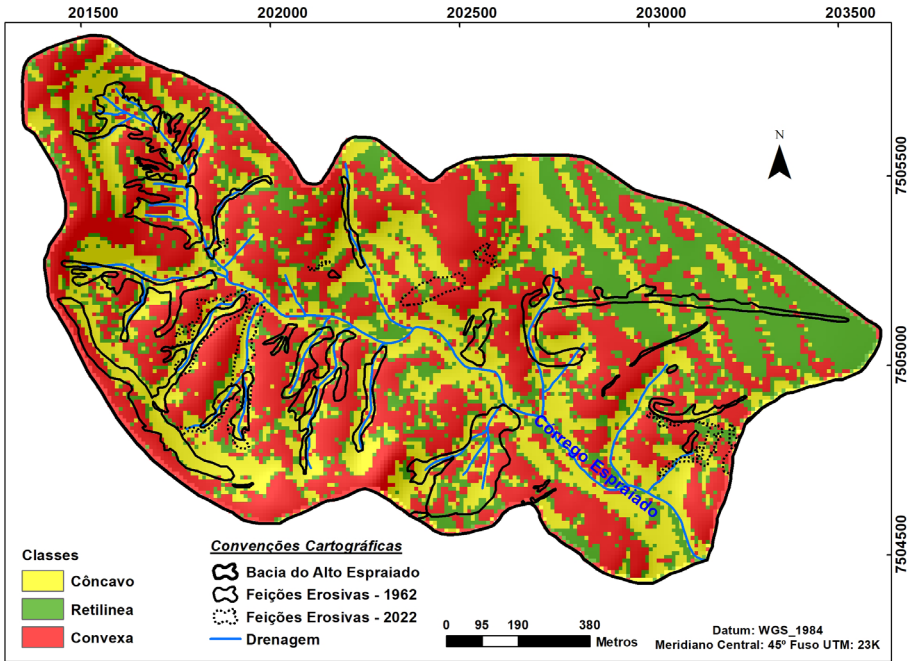 201500 202000 202500 203000 203500
7505500
7505000
7504500
N
Córrego Espraiado
Classes
Côncavo
Retilinea
Convexa
Convenções Cartográficas
Bacia do Alto Espraiado
Feições Erosivas - 1962
Feições Erosivas - 2022
Drenagem
0 95 190 380
Metros
Datum: WGS_1984
Meridiano Central: 45º Fuso UTM: 23K